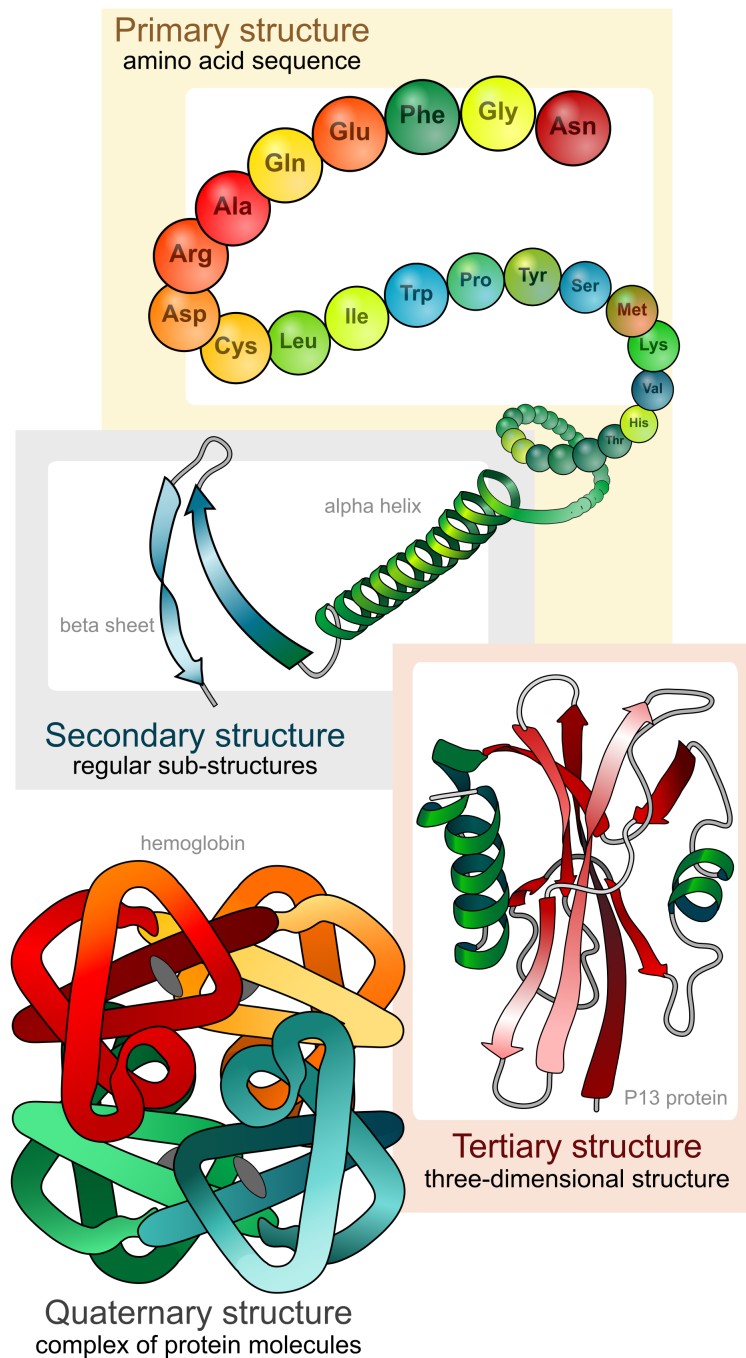 Primary structure
amino acid sequence
Asn
Gly
Phe
Glu
Gln
Ala
Arg
Asp
Cys
Leu
Ile
Trp
Pro
Tyr
Ser
Met
Lys
Val
His
Thr
alpha helix
beta sheet
Secondary structure
regular sub-structures
P13 protein
Tertiary structure
three-dimensional structure
hemoglobin
Quaternary structure
complex of protein molecules